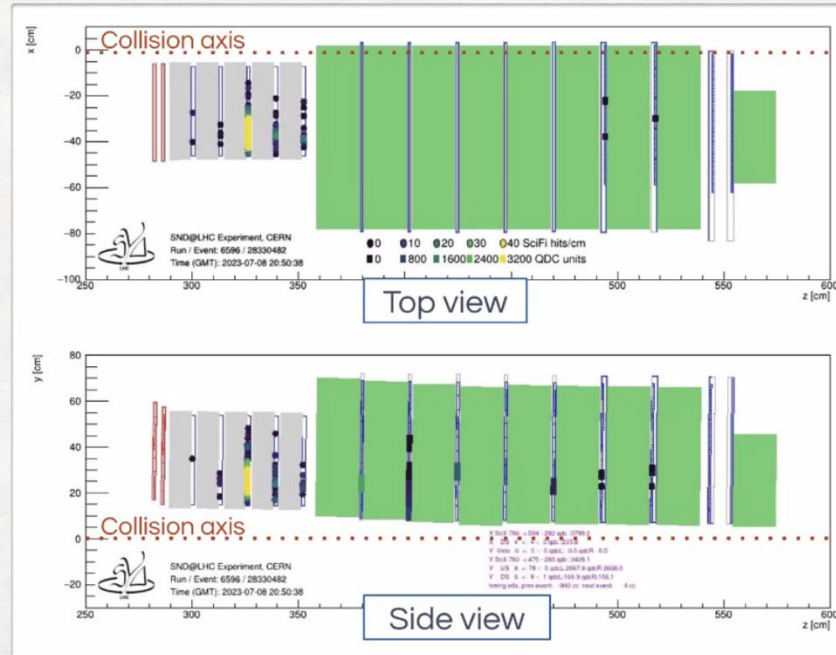 x [cm]
Collision axis
0
−20
−40
−60
−80
−100
SND@LHC Experiment, CERN
Run / Event: 6596 / 28330482
Time (GMT): 2023-07-08 20:50:38
0 10 20 30 40 SciFi hits/cm
0 800 1600 2400 3200 QDC units
250 300 350 500 550 600
z [cm]
Top view
y [cm]
80
60
40
20
Collision axis
0
−20
SND@LHC Experiment, CERN
Run / Event: 6596 / 28330482
Time (GMT): 2023-07-08 20:50:38
250 300 350 400 550 600
z [cm]
Side view